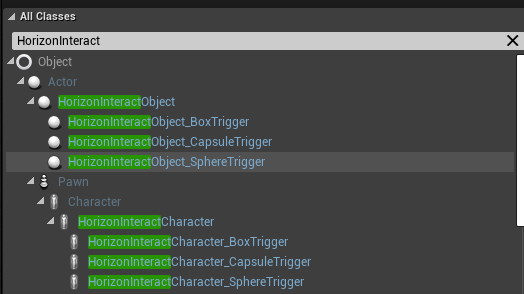 All Classes
HorizonInteract
Object
Actor
HorizonInteractObject
HorizonInteractObject_BoxTrigger
HorizonInteractObject_CapsuleTrigger
HorizonInteractObject_SphereTrigger
Pawn
Character
HorizonInteractCharacter
HorizonInteractCharacter_BoxTrigger
HorizonInteractCharacter_CapsuleTrigger
HorizonInteractCharacter_SphereTrigger